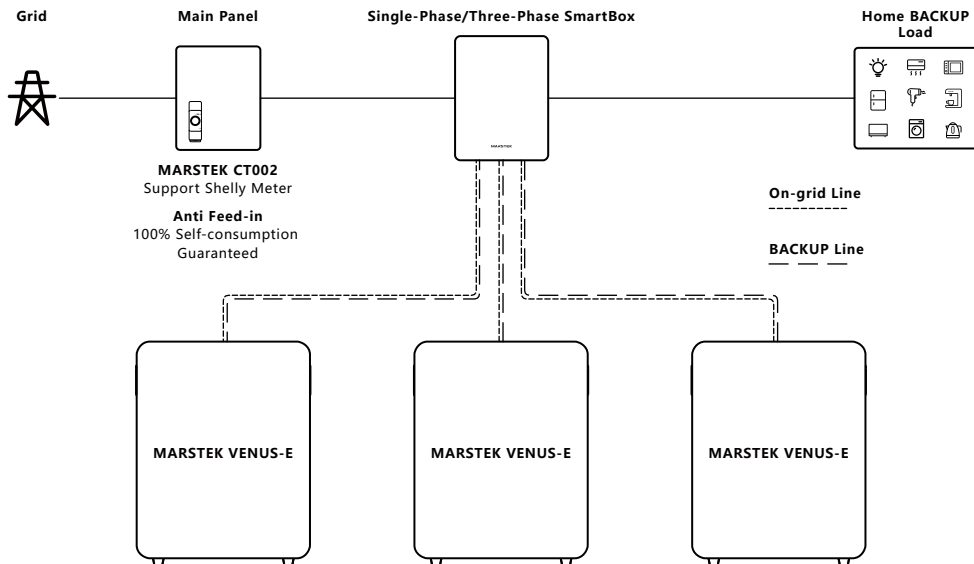 Grid
Main Panel
Single-Phase/Three-Phase SmartBox
Home BACKUP
Load
MARSTEK
MARSTEK CT002
Support Shelly Meter
Anti Feed-in
100% Self-consumption
Guaranteed
On-grid Line
BACKUP Line
MARSTEK VENUS-E
MARSTEK VENUS-E
MARSTEK VENUS-E